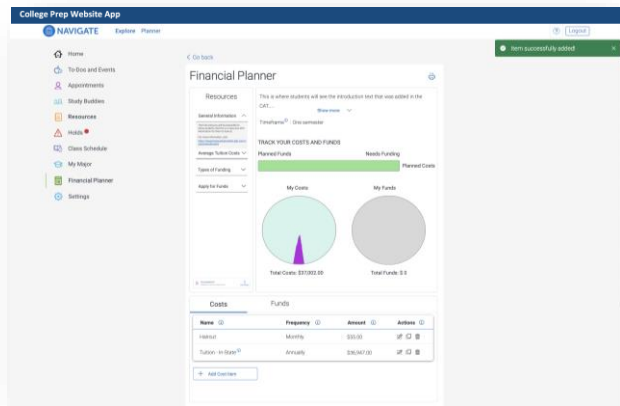 College Prep Website App
NAVIGATE Explore Planner
Logout
Item successfully added!
Home
To-Dos and Events
Appointments
Study Buddies
Resources
Holds
Class Schedule
My Major
Financial Planner
Settings
Go back
Financial Planner
Resources
General Information
Average Tuition Costs
Types of Funding
Apply for Funds
This is where students will see the introduction text that was added in the
CAT....
Show more
Timeframe: One semester
TRACK YOUR COSTS AND FUNDS
Planned Funds Needs Funding
Planned Costs
My Costs My Funds
Total Costs: $37,002.00 Total Funds: $ 0
Costs Funds
Name Frequency Amount Actions
Haircut Monthly
Tuition - In-State Annually
+ Add Cost Item